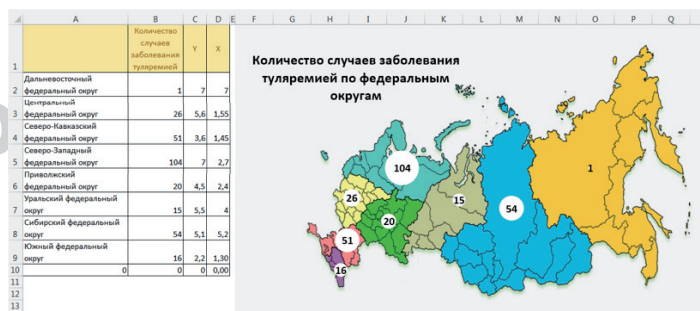 A B C D E F G H I J K L M N O P Q
Количество
случаев
заболевания
туляремией Y X
1
Дальневосточный
2 федеральный округ 1 7 7
Центральный
3 федеральный округ 26 5,6 1,55
Северо-Кавказский
4 федеральный округ 51 3,6 1,45
Северо-Западный
5 федеральный округ 104 7 2,7
Приволжский
6 федеральный округ 20 4,5 2,4
Уральский федеральный
7 округ 15 5,5 4
Сибирский федеральный
8 округ 54 5,1 5,2
Южный федеральный
9 округ 16 2,2 1,30
10 0 0 0 0,00
11
12
13
Количество случаев заболевания
туляремией по федеральным
округам
104
1
26
15
54
20
51
16